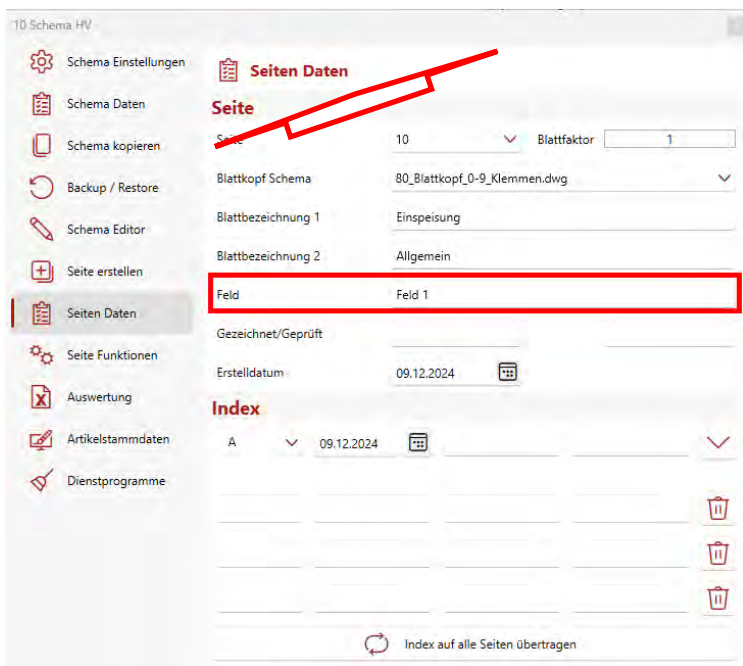 10 Schema HV
Schema Einstellungen
Schema Daten
Schema kopieren
Backup / Restore
Schema Editor
Seite erstellen
Seiten Daten
Seite Funktionen
Auswertung
Artikelstammdaten
Dienstprogramme
Seiten Daten
Seite
Seite 10 Blattfaktor 1
Blattkopf Schema 80_Blattkopf_0-9_Klemmen.dwg
Blattbezeichnung 1 Einspeisung
Blattbezeichnung 2 Allgemein
Feld Feld 1
Gezeichnet/Geprüft
Erstelldatum 09.12.2024
Index
A 09.12.2024
Index auf alle Seiten übertragen